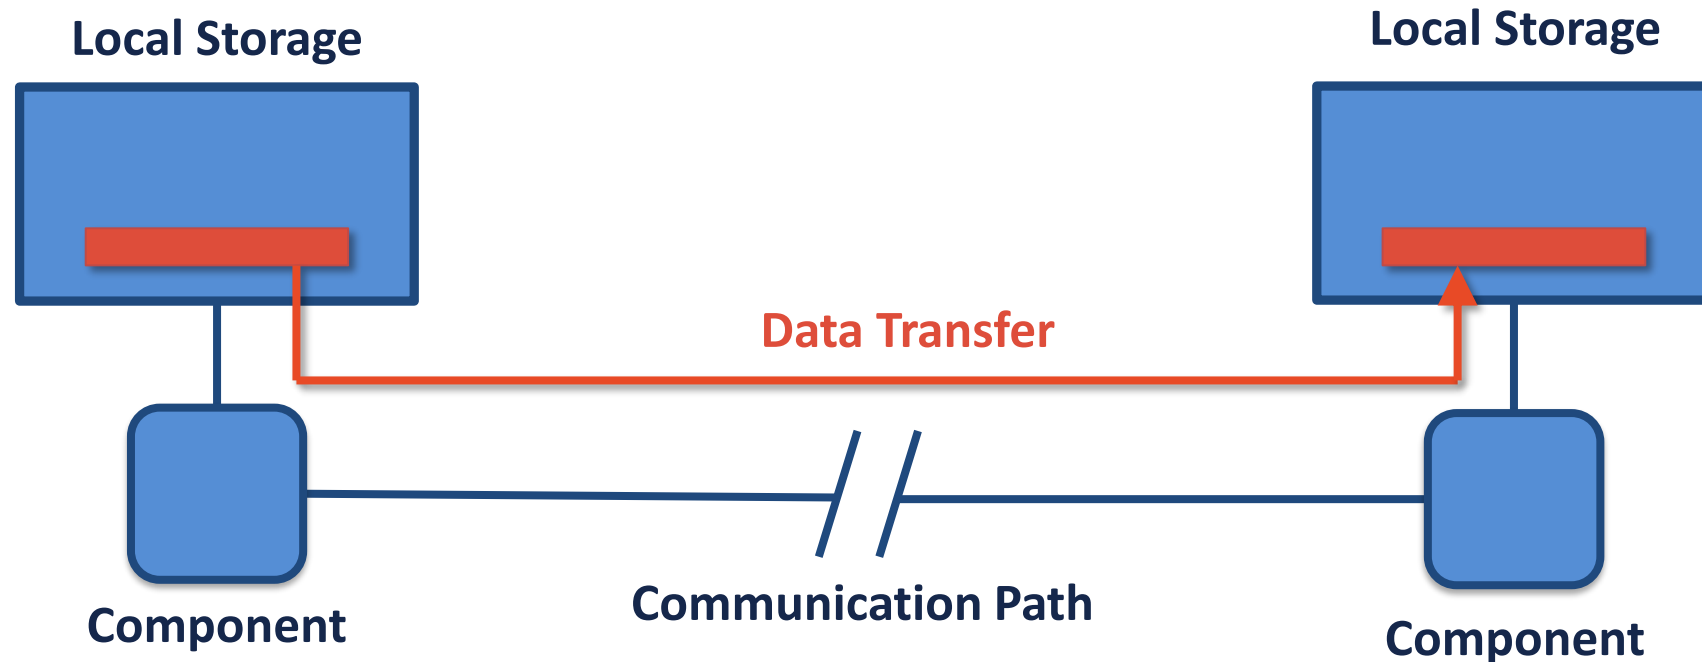 Local Storage
Local Storage
Data Transfer
Communication Path
Component
Component